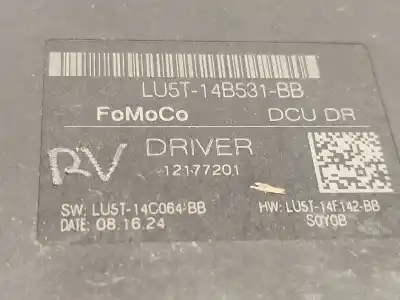 LU5T-14B531-BB
FoMoCo DCU DR
RV DRIVER
12177201
SW: LU5T-14C064-BB HW: LU5T-14F142-BB
DATE: 08.16.24 S0Y0B